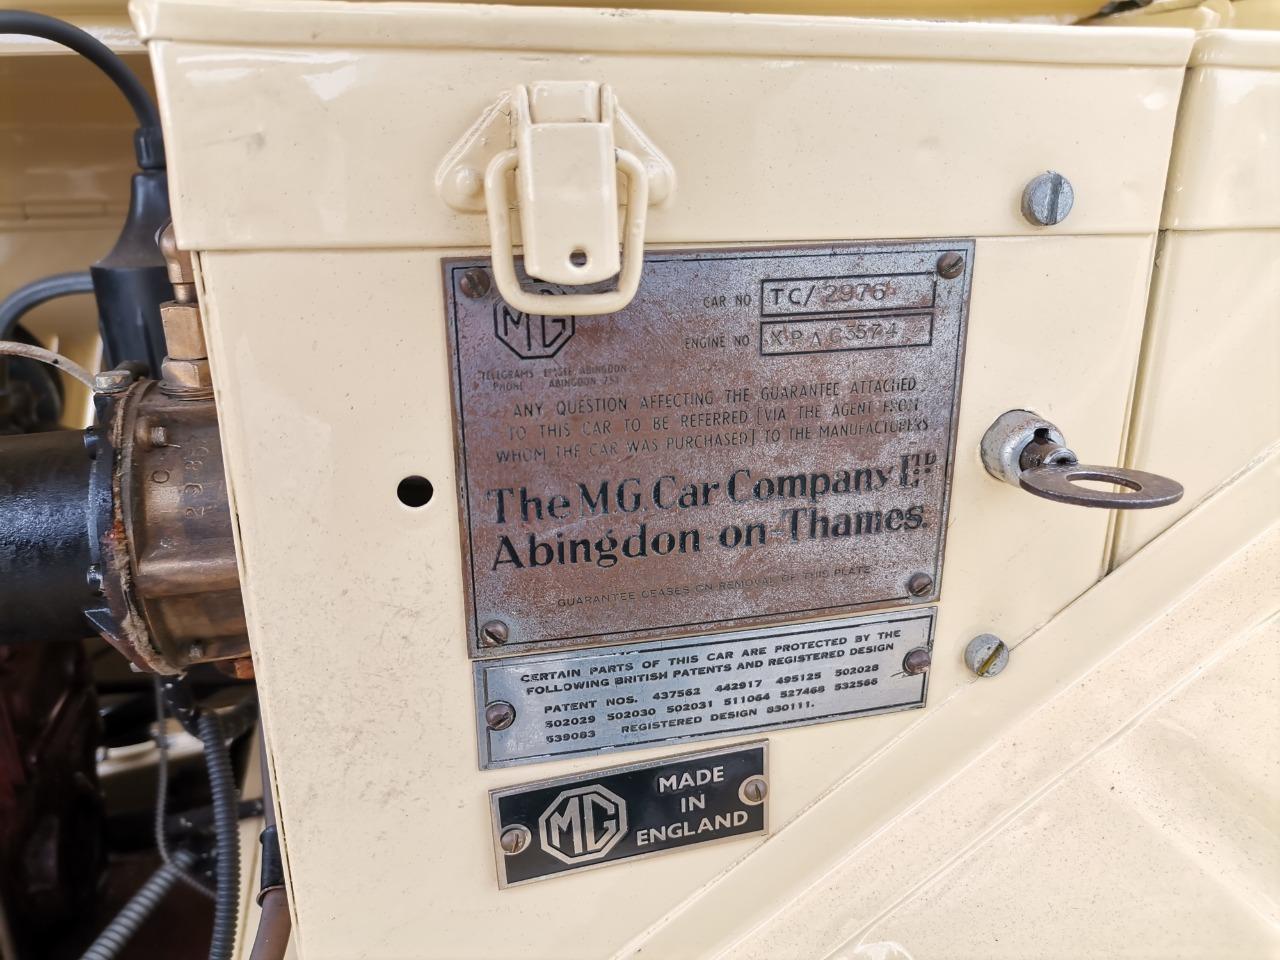 MG
CAR NO TC/ 2976
ENGINE NO XPAG3574
TELEGRAMS ABINGDON
PHONE ABINGDON 251
ANY QUESTION AFFECTING THE GUARANTEE ATTACHED
TO THIS CAR TO BE REFERRED [VIA THE AGENT FROM
WHOM THE CAR WAS PURCHASED] TO THE MANUFACTURERS
The M.G. Car Company LTD
Abingdon-on-Thames.
GUARANTEE CEASES ON REMOVAL OF THIS PLATE
CERTAIN PARTS OF THIS CAR ARE PROTECTED BY THE
FOLLOWING BRITISH PATENTS AND REGISTERED DESIGN
PATENT NOS. 437562 442917 495125 502028
502029 502030 502031 511064 527468 532566
539083 REGISTERED DESIGN 830111.
MG
MADE
IN
ENGLAND